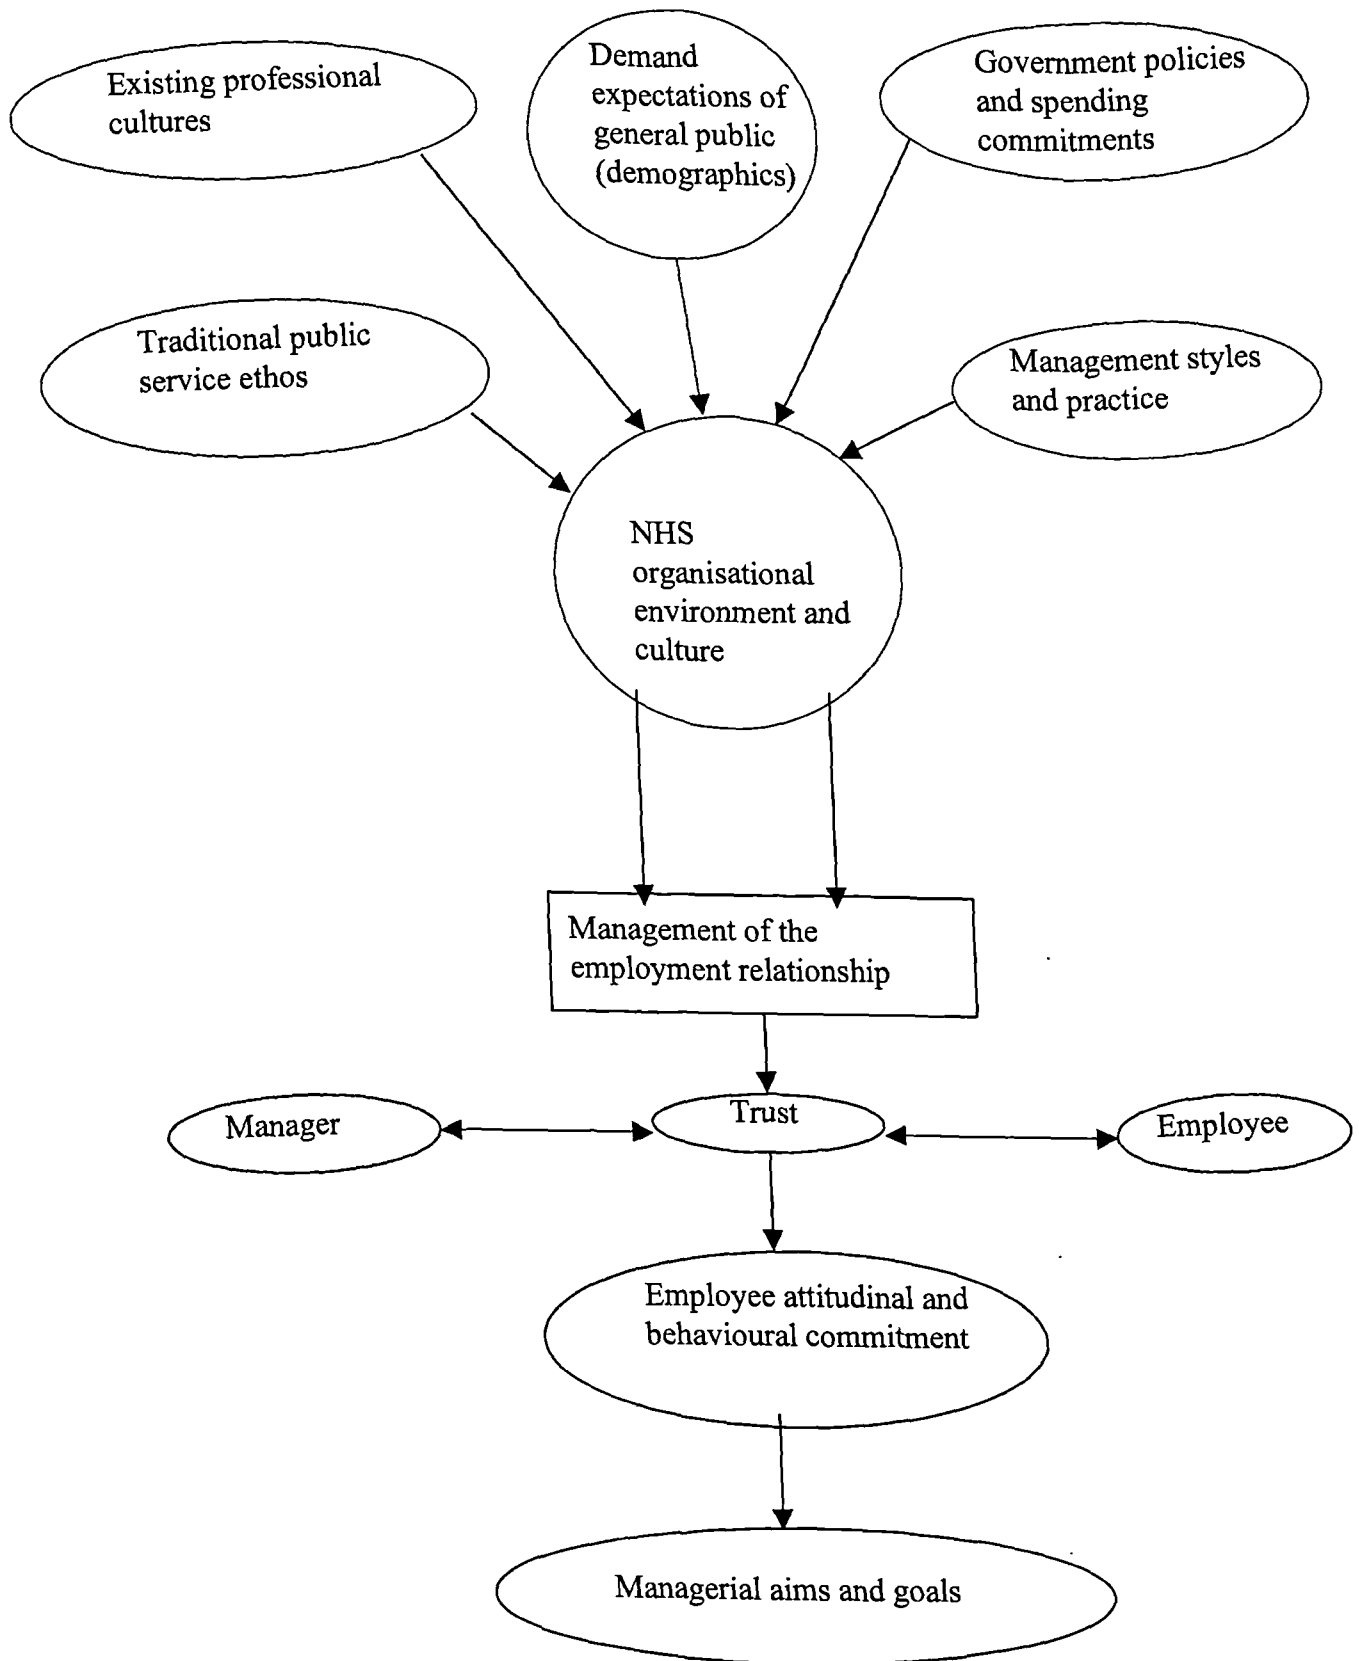 Existing professional
cultures
Demand
expectations of
general public
(demographics)
Government policies
and spending
commitments
Traditional public
service ethos
Management styles
and practice
NHS
organisational
environment and
culture
Management of the
employment relationship
Manager
Trust
Employee
Employee attitudinal and
behavioural commitment
Managerial aims and goals